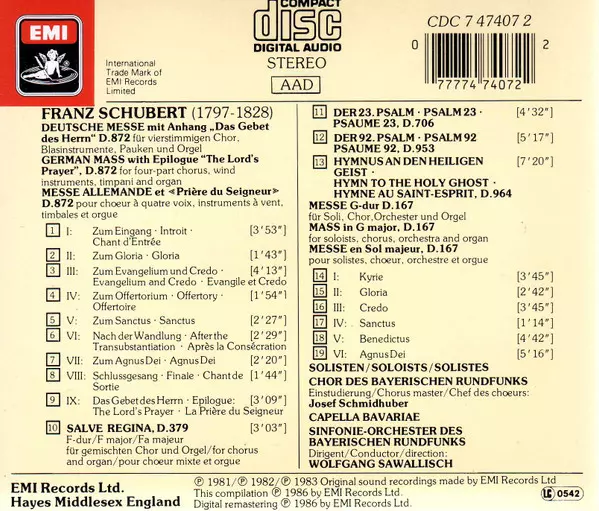 EMI
International
Trade Mark of
EMI Records
Limited
COMPACT
disc
DIGITAL AUDIO
STEREO
AAD
CDC 7 47407 2
0
2
77774 74072
FRANZ SCHUBERT (1797-1828)
DEUTSCHE MESSE mit Anhang „Das Gebet
des Herrn“ D.872 für vierstimmigen Chor,
Blasinstrumente, Pauken und Orgel
GERMAN MASS with Epilogue "The Lord's
Prayer", D.872 for four-part chorus, wind
instruments, timpani and organ
MESSE ALLEMANDE et «Prière du Seigneur»
D.872 pour choeur à quatre voix, instruments à vent,
timbales et orgue
1 I: Zum Eingang · Introit · [3'53"]
Chant d'Entrée
2 II: Zum Gloria · Gloria [1'43"]
3 III: Zum Evangelium und Credo · [4'13"]
Evangelium and Credo · Evangile et Credo
4 IV: Zum Offertorium · Offertory · [1'54"]
Offertoire
5 V: Zum Sanctus · Sanctus [2'27"]
6 VI: Nach der Wandlung · After the [2'29"]
Transubstantiation · Après la Consécration
7 VII: Zum Agnus Dei · Agnus Dei [2'20"]
8 VIII: Schlussgesang · Finale · Chant de [1'44"]
Sortie
9 IX: Das Gebet des Herrn · Epilogue: [3'09"]
The Lord's Prayer · La Prière du Seigneur
10 SALVE REGINA, D.379 [3'03"]
F-dur/F major/Fa majeur
für gemischten Chor und Orgel/for chorus
and organ/pour choeur mixte et orgue
11 DER 23. PSALM · PSALM 23 · [4'32"]
PSAUME 23, D.706
12 DER 92. PSALM · PSALM 92 [5'17"]
PSAUME 92, D.953
13 HYMNUS AN DEN HEILIGEN [7'20"]
GEIST ·
HYMN TO THE HOLY GHOST ·
HYMNE AU SAINT-ESPRIT, D.964
MESSE G-dur D.167
für Soli, Chor, Orchester und Orgel
MASS in G major, D.167
for soloists, chorus, orchestra and organ
MESSE en Sol majeur, D.167
pour solistes, choeur, orchestre et orgue
14 I: Kyrie [3'45"]
15 II: Gloria [2'42"]
16 III: Credo [3'45"]
17 IV: Sanctus [1'14"]
18 V: Benedictus [4'42"]
19 VI: Agnus Dei [5'16"]
SOLISTEN/SOLOISTS/SOLISTES
CHOR DES BAYERISCHEN RUNDFUNKS
Einstudierung/Chorus master/Chef des chœurs:
Josef Schmidhuber
CAPELLA BAVARIAE
SINFONIE-ORCHESTER DES
BAYERISCHEN RUNDFUNKS
Dirigent/Conductor/direction:
WOLFGANG SAWALLISCH
EMI Records Ltd.
Hayes Middlesex England
℗ 1981/℗ 1982/℗ 1983 Original sound recordings made by EMI Records Ltd
This compilation ℗ 1986 by EMI Records Ltd.
Digital remastering ℗ 1986 by EMI Records Ltd.
LC 0542